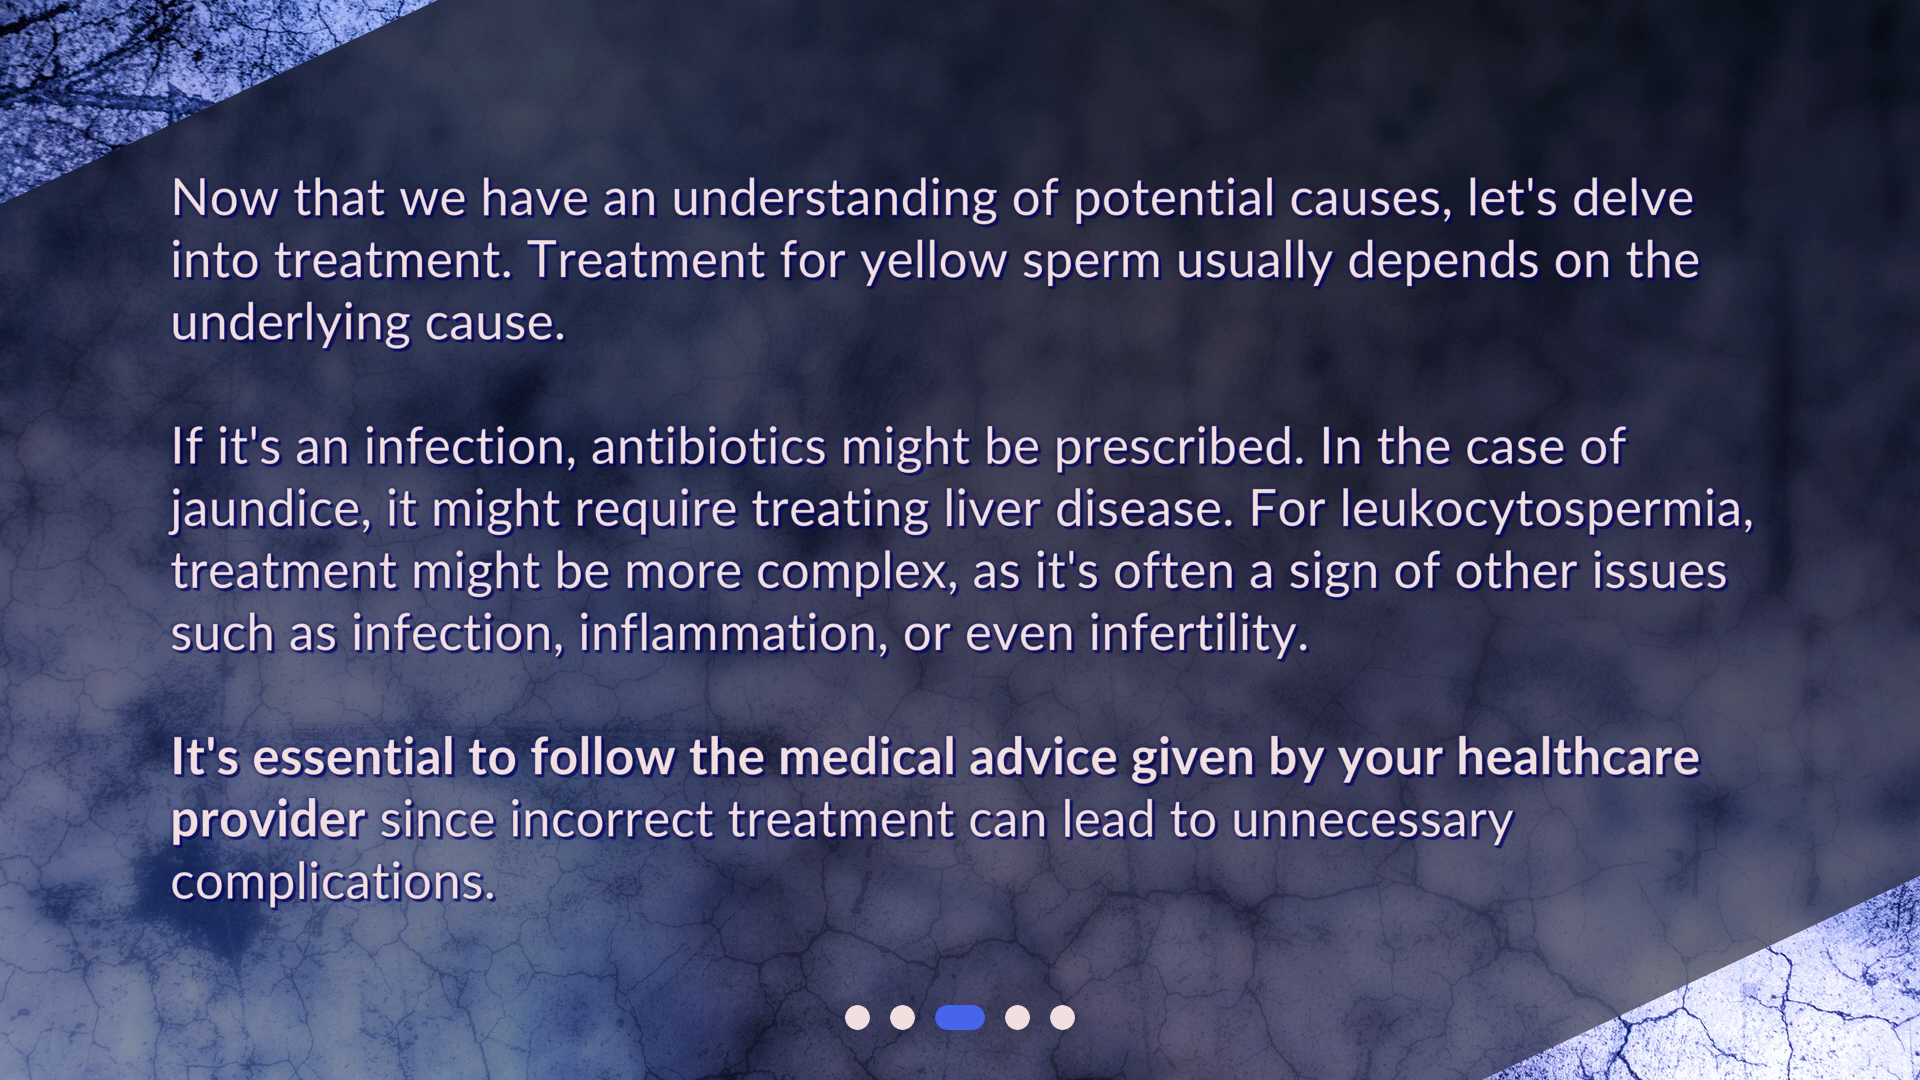 Now that we have an understanding of potential causes, let's delve
into treatment. Treatment for yellow sperm usually depends on the
underlying cause.
If it's an infection, antibiotics might be prescribed. In the case of
jaundice, it might require treating liver disease. For leukocytospermia,
treatment might be more complex, as it's often a sign of other issues
such as infection, inflammation, or even infertility.
It's essential to follow the medical advice given by your healthcare
provider since incorrect treatment can lead to unnecessary
complications.